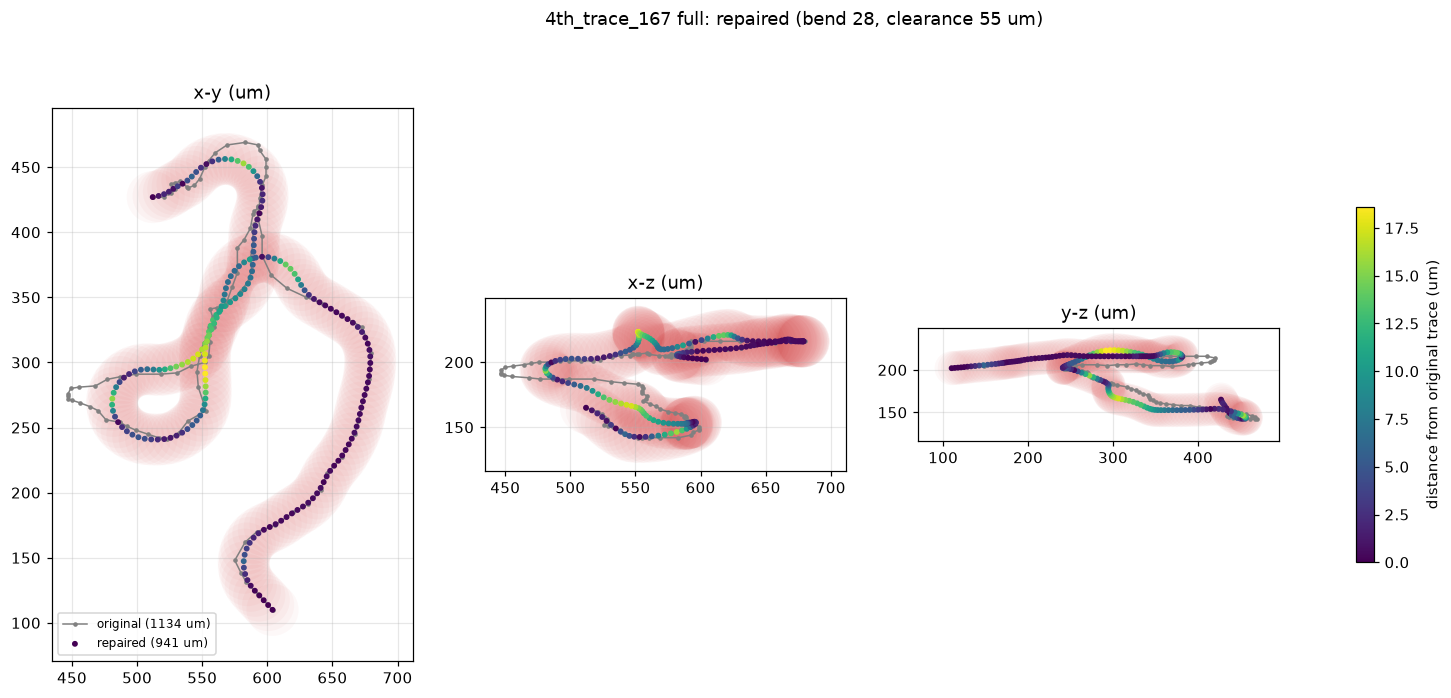 4th_trace_167 full: repaired (bend 28, clearance 55 um)
x-y (um)
450
400
350
300
250
200
150
100
original (1134 um)
repaired (941 um)
450 500 550 600 650 700
x-z (um)
200
150
450 500 550 600 650 700
y-z (um)
200
150
100 200 300 400
17.5
15.0
12.5
10.0
7.5
5.0
2.5
0.0
distance from original trace (um)